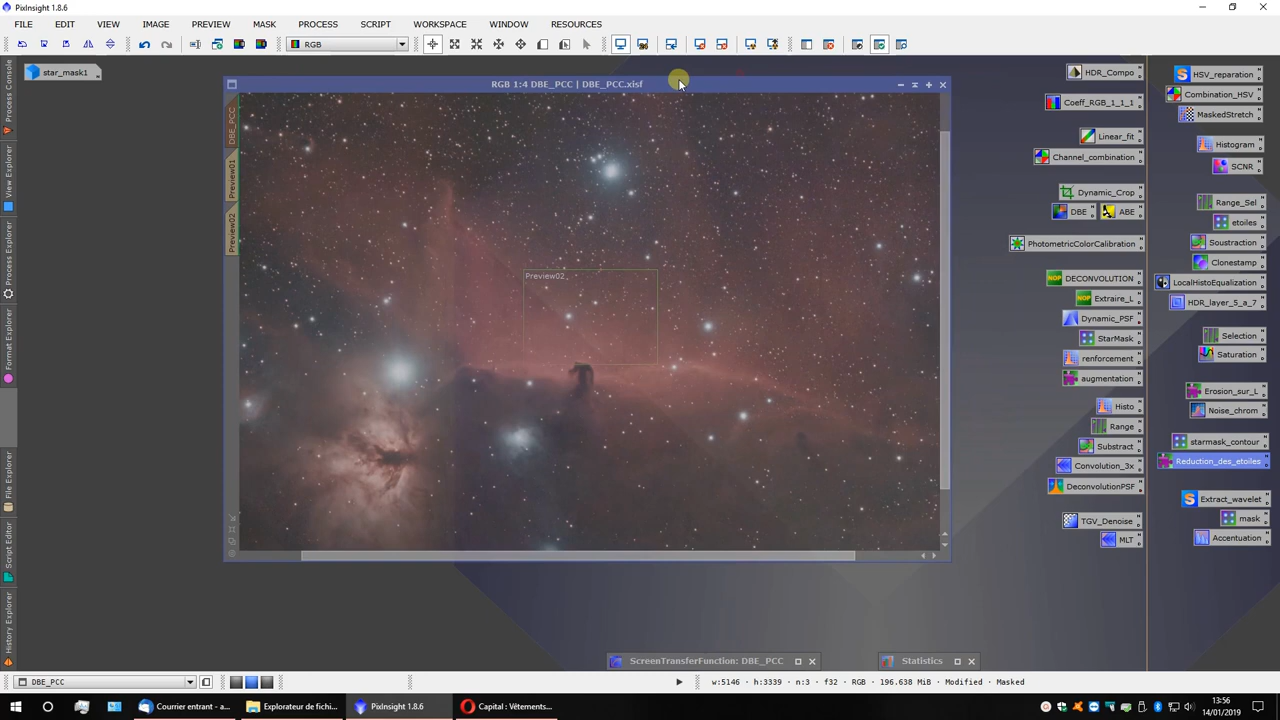 PixInsight 1.8.6
FILE EDIT VIEW IMAGE PREVIEW MASK PROCESS SCRIPT WORKSPACE WINDOW RESOURCES
RGB
star_mask1
RGB 1:4 DBE_PCC | DBE_PCC.xisf
Process Console
View Explorer
Process Explorer
Format Explorer
File Explorer
Script Editor
History Explorer
DBE_PCC
Preview01
Preview02
Preview02
HDR_Compo
Coeff_RGB_1_1_1
Linear_fit
Channel_combination
Dynamic_Crop
DBE
ABE
PhotometricColorCalibration
NOP DECONVOLUTION
NOP Extraire_L
Dynamic_PSF
StarMask
renforcement
augmentation
Histo
Range
Substract
Convolution_3x
DeconvolutionPSF
TGV_Denoise
MLT
HSV_reparation
Combination_HSV
MaskedStretch
Histogram
SCNR
Range_Sel
etoiles
Soustraction
Clonestamp
LocalHistoEqualization
HDR_layer_5_a_7
Selection
Saturation
Erosion_sur_L
Noise_chrom
starmask_contour
Reduction_des_etoiles
Extract_wavelet
mask
Accentuation
ScreenTransferFunction: DBE_PCC
Statistics
DBE_PCC
w:5146 | h:3339 | n:3 | f32 | RGB | 196.638 MiB | Modified | Masked
Courrier entrant - a...
Explorateur de fichi...
PixInsight 1.8.6
Capital : Vêtements...
13:56
14/01/2019